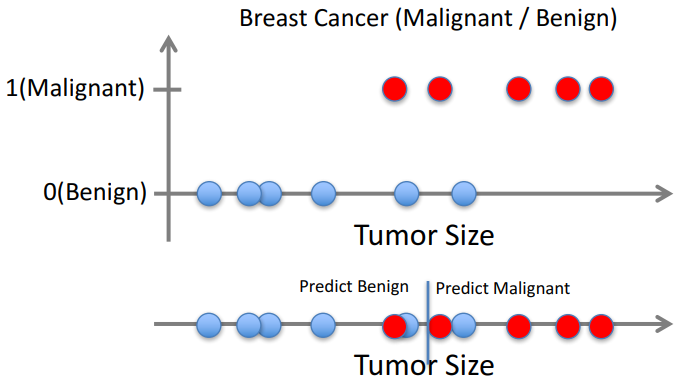 Breast Cancer (Malignant / Benign)
1(Malignant)
0(Benign)
Tumor Size
Predict Benign
Predict Malignant
Tumor Size